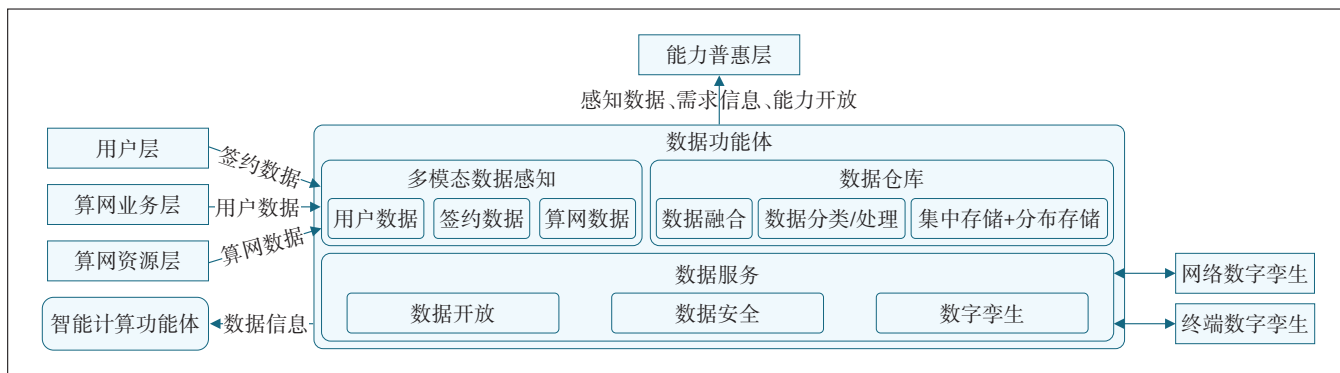 能力普惠层
感知数据、需求信息、能力开放
数据功能体
用户层
签约数据
算网业务层
用户数据
算网资源层
算网数据
智能计算功能体
数据信息
多模态数据感知
用户数据
签约数据
算网数据
数据仓库
数据融合
数据分类/处理
集中存储+分布存储
数据服务
数据开放
数据安全
数字孪生
网络数字孪生
终端数字孪生